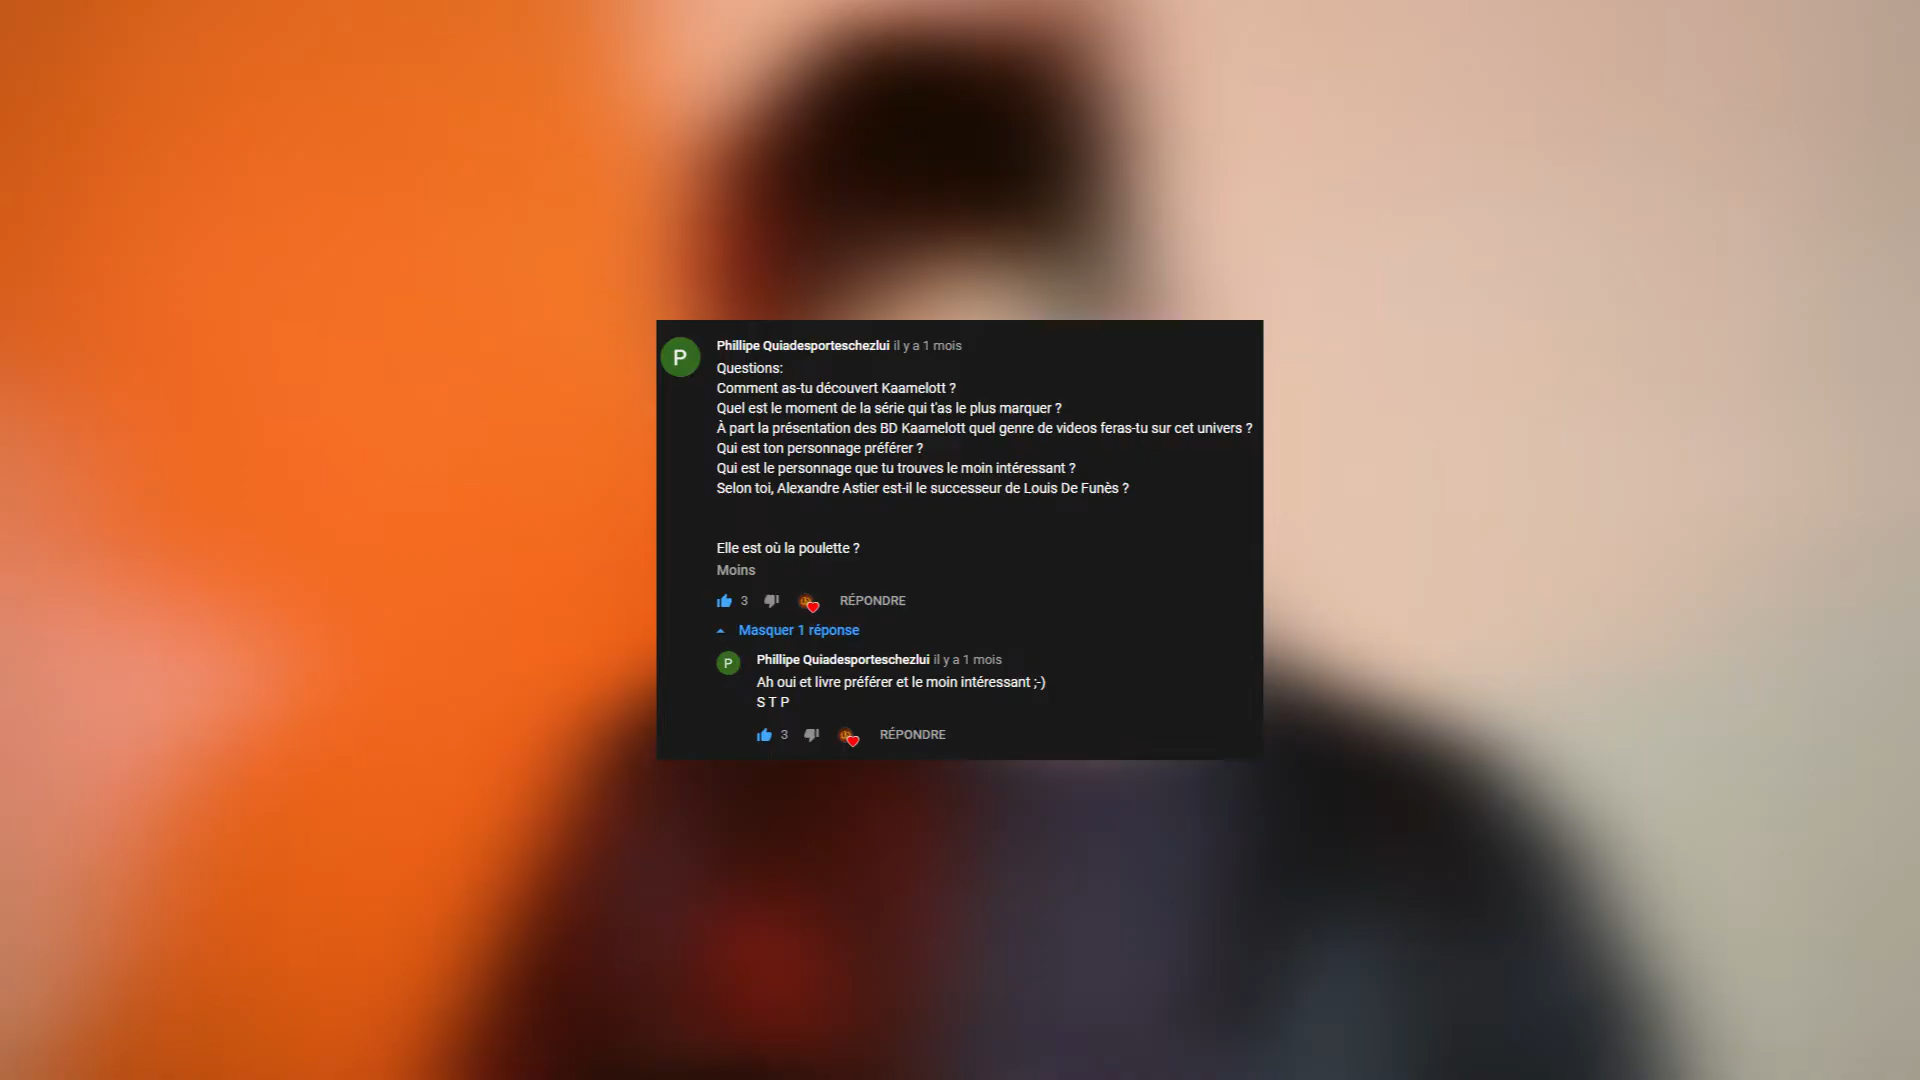 P
Phillipe Quiadesporteschezlui il y a 1 mois
Questions:
Comment as-tu découvert Kaamelott ?
Quel est le moment de la série qui t'as le plus marquer ?
À part la présentation des BD Kaamelott quel genre de videos feras-tu sur cet univers ?
Qui est ton personnage préférer ?
Qui est le personnage que tu trouves le moin intéressant ?
Selon toi, Alexandre Astier est-il le successeur de Louis De Funès ?
Elle est où la poulette ?
Moins
3 RÉPONDRE
Masquer 1 réponse
P
Phillipe Quiadesporteschezlui il y a 1 mois
Ah oui et livre préférer et le moin intéressant ;-)
S T P
3 RÉPONDRE